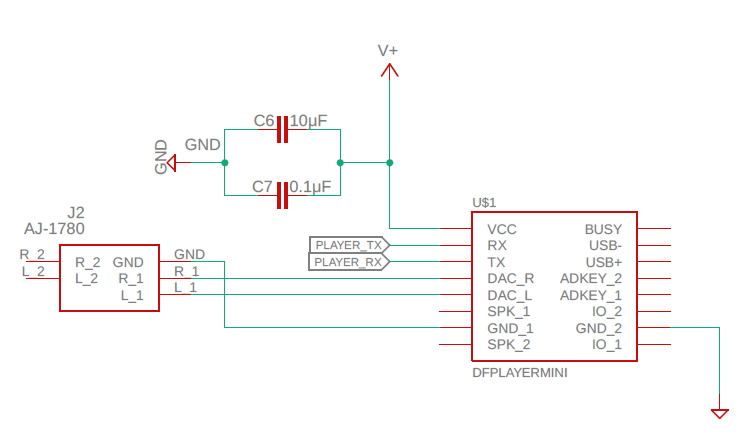 V+
C6 10µF
GND GND
C7 0.1µF
U$1
J2
AJ-1780
VCC BUSY
PLAYER_TX RX USB-
R_2 R_2 GND GND PLAYER_RX TX USB+
L_2 L_2 R_1 R_1 DAC_R ADKEY_2
L_1 L_1 DAC_L ADKEY_1
SPK_1 IO_2
GND_1 GND_2
SPK_2 IO_1
DFPLAYERMINI